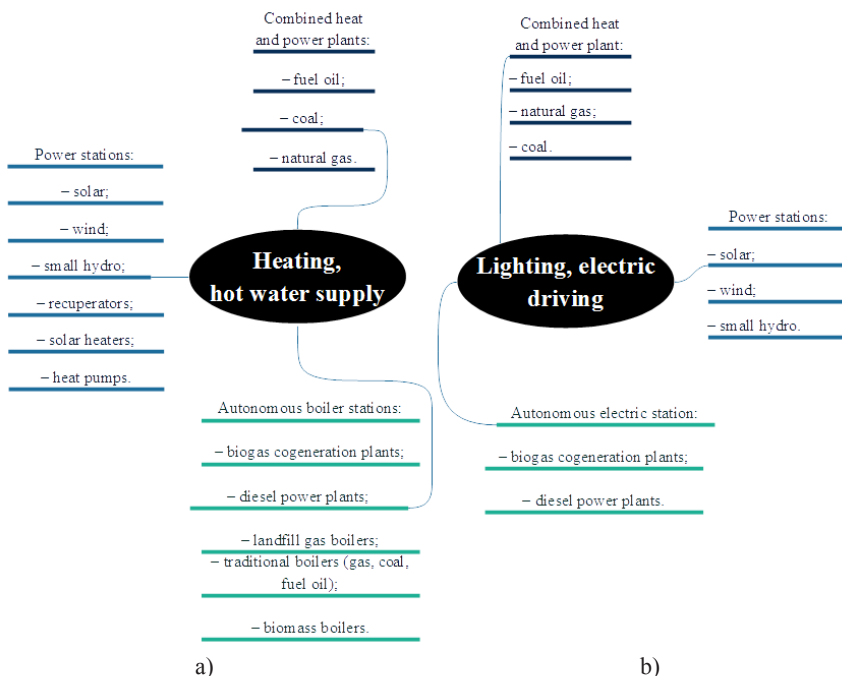 Combined heat
and power plants:
– fuel oil;
– coal;
– natural gas.
Power stations:
– solar;
– wind;
– small hydro;
– recuperators;
– solar heaters;
– heat pumps.
Heating,
hot water supply
Autonomous boiler stations:
– biogas cogeneration plants;
– diesel power plants;
– landfill gas boilers;
– traditional boilers (gas, coal,
fuel oil);
– biomass boilers.
a)
Combined heat
and power plant:
– fuel oil;
– natural gas;
– coal.
Lighting, electric
driving
Power stations:
– solar;
– wind;
– small hydro.
Autonomous electric station:
– biogas cogeneration plants;
– diesel power plants.
b)